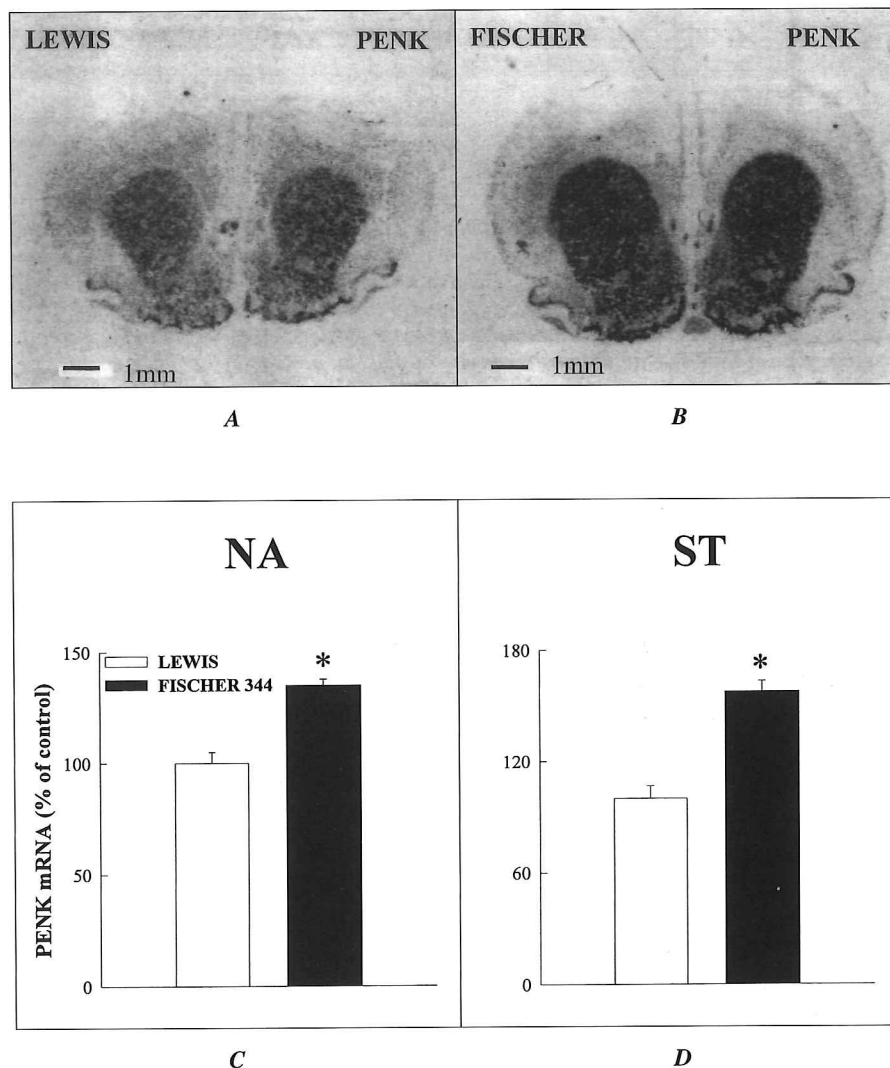 LEWIS PENK
FISCHER PENK
1mm
1mm
A
B
NA
ST
PENK mRNA (% of control)
150
100
50
0
LEWIS
FISCHER 344
*
180
120
60
0
*
C
D